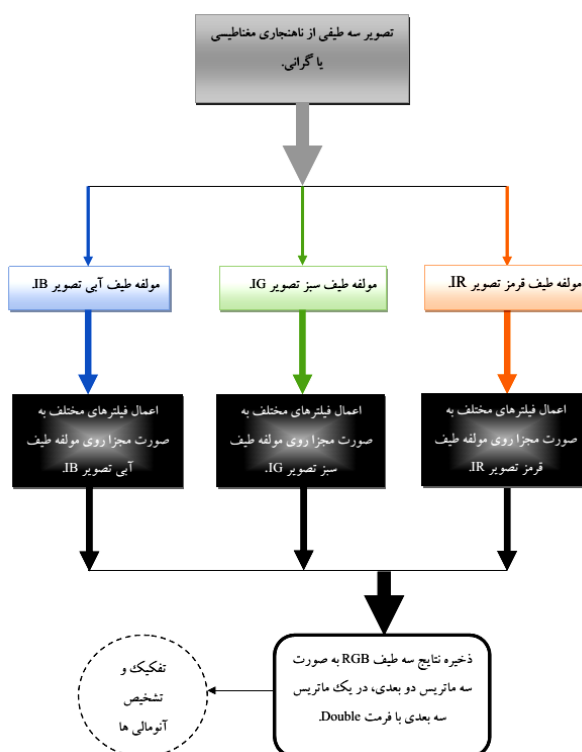 تصویر سه طیفی از ناهنجاری مغناطیسی
یا گرانی.
مولفه طیف قرمز تصویر IR.
مولفه طیف سبز تصویر IG.
مولفه طیف آبی تصویر IB.
اعمال فیلترهای مختلف به
صورت مجزا روی مولفه طیف
قرمز تصویر IR.
اعمال فیلترهای مختلف به
صورت مجزا روی مولفه طیف
سبز تصویر IG.
اعمال فیلترهای مختلف به
صورت مجزا روی مولفه طیف
آبی تصویر IB.
ذخیره نتایج سه طیف RGB به صورت
سه ماتریس دو بعدی، در یک ماتریس
سه بعدی با فرمت Double.
تفکیک و
تشخیص
آنومالی ها